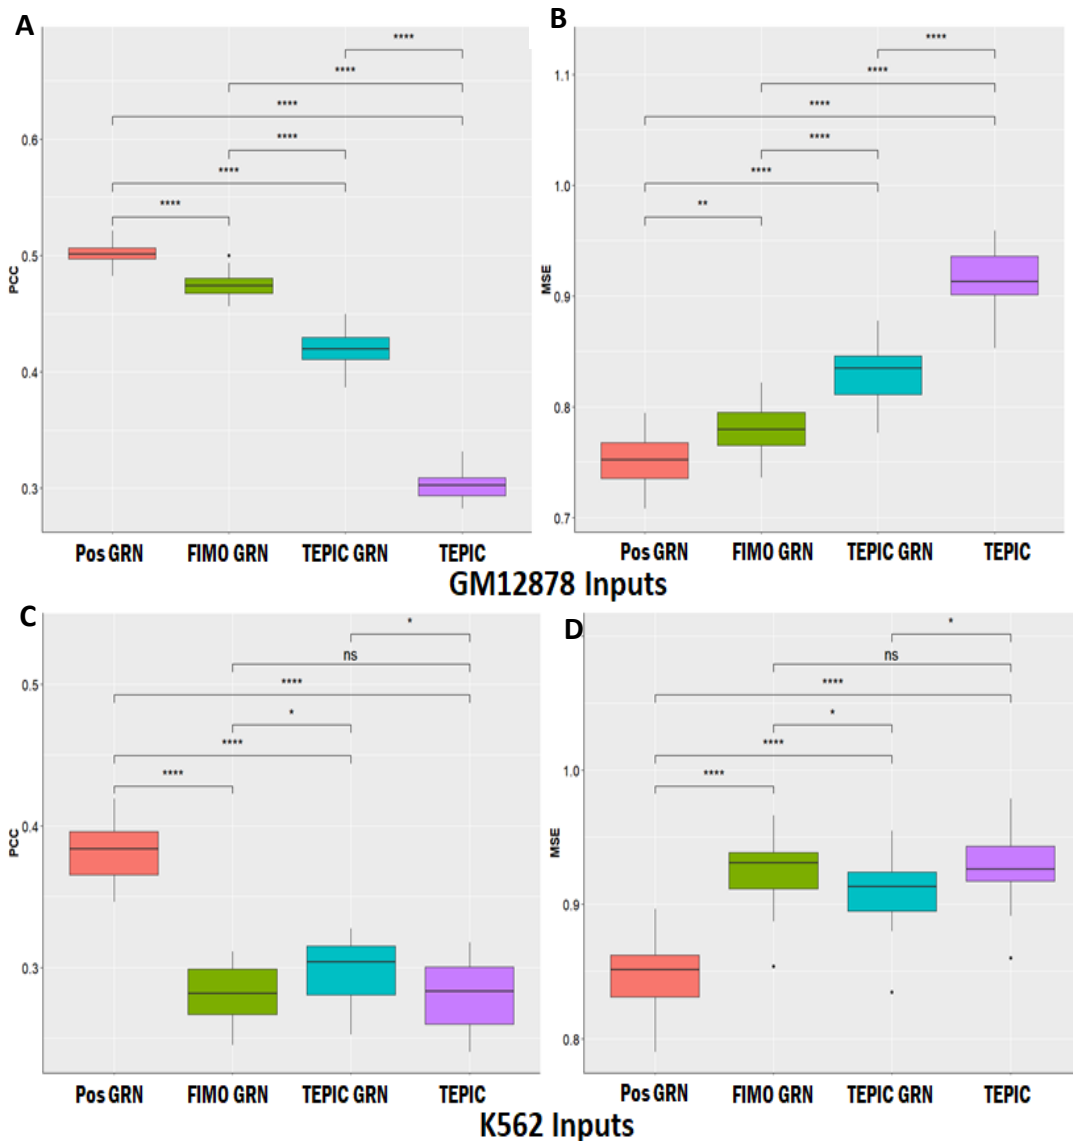 A
****
****
****
****
****
****
0.6
0.5
0.4
0.3
PCC
Pos GRN FIMO GRN TEPIC GRN TEPIC
B
****
****
****
****
****
**
1.1
1.0
0.9
0.8
0.7
MSE
Pos GRN FIMO GRN TEPIC GRN TEPIC
GM12878 Inputs
C
*
ns
****
*
****
****
0.5
0.4
0.3
PCC
Pos GRN FIMO GRN TEPIC GRN TEPIC
D
*
ns
****
*
****
****
1.0
0.9
0.8
MSE
Pos GRN FIMO GRN TEPIC GRN TEPIC
K562 Inputs